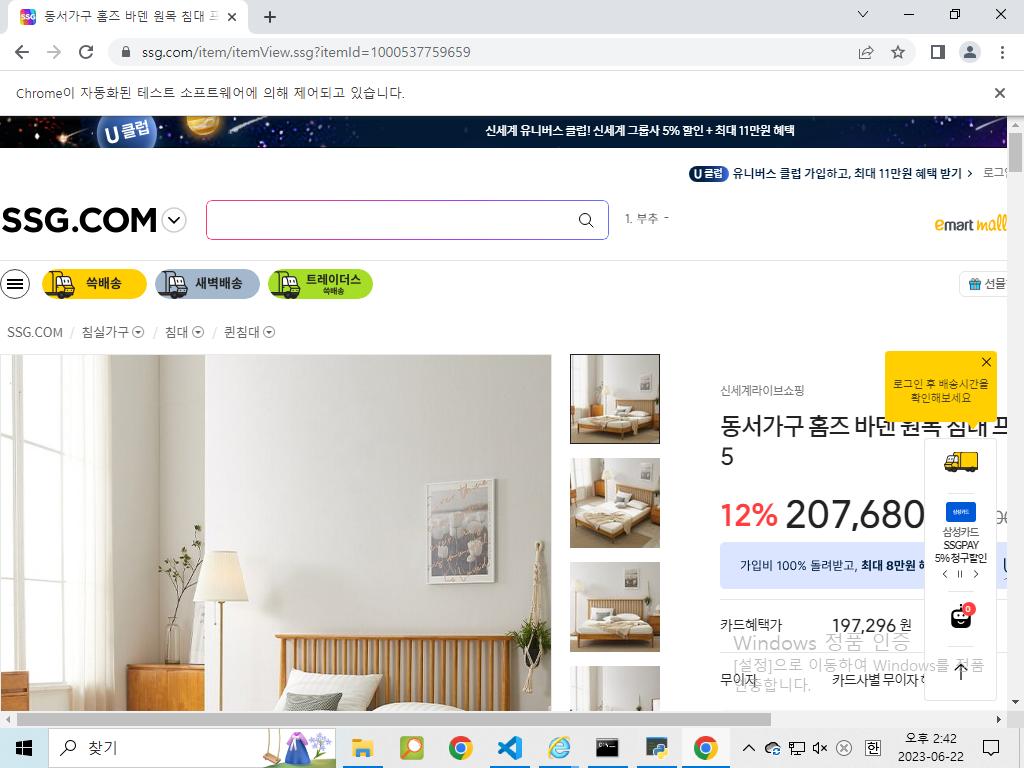 동서가구 홈즈 바덴 원목 침대 프
ssg.com/item/itemView.ssg?itemId=1000537759659
Chrome이 자동화된 테스트 소프트웨어에 의해 제어되고 있습니다.
U클럽
신세계 유니버스 클럽! 신세계 그룹사 5% 할인 + 최대 11만원 혜택
U클럽 유니버스 클럽 가입하고, 최대 11만원 혜택 받기
SSG.COM
1. 부추 -
emart mall
쓱배송
새벽배송
트레이더스
쓱배송
선물
SSG.COM / 침실가구 / 침대 / 퀸침대
로그인 후 배송시간을
확인해보세요
신세계라이브쇼핑
동서가구 홈즈 바덴 원목 침대 프
5
12% 207,680
삼성카드
삼성카드
SSGPAY
5% 청구할인
가입비 100% 돌려받고, 최대 8만원
0
카드혜택가 197,296 원
Windows 정품 인증
[설정]으로 이동하여 Windows를 정품
인증합니다.
무이자 카드사별 무이자
찾기
한
오후 2:42
2023-06-22